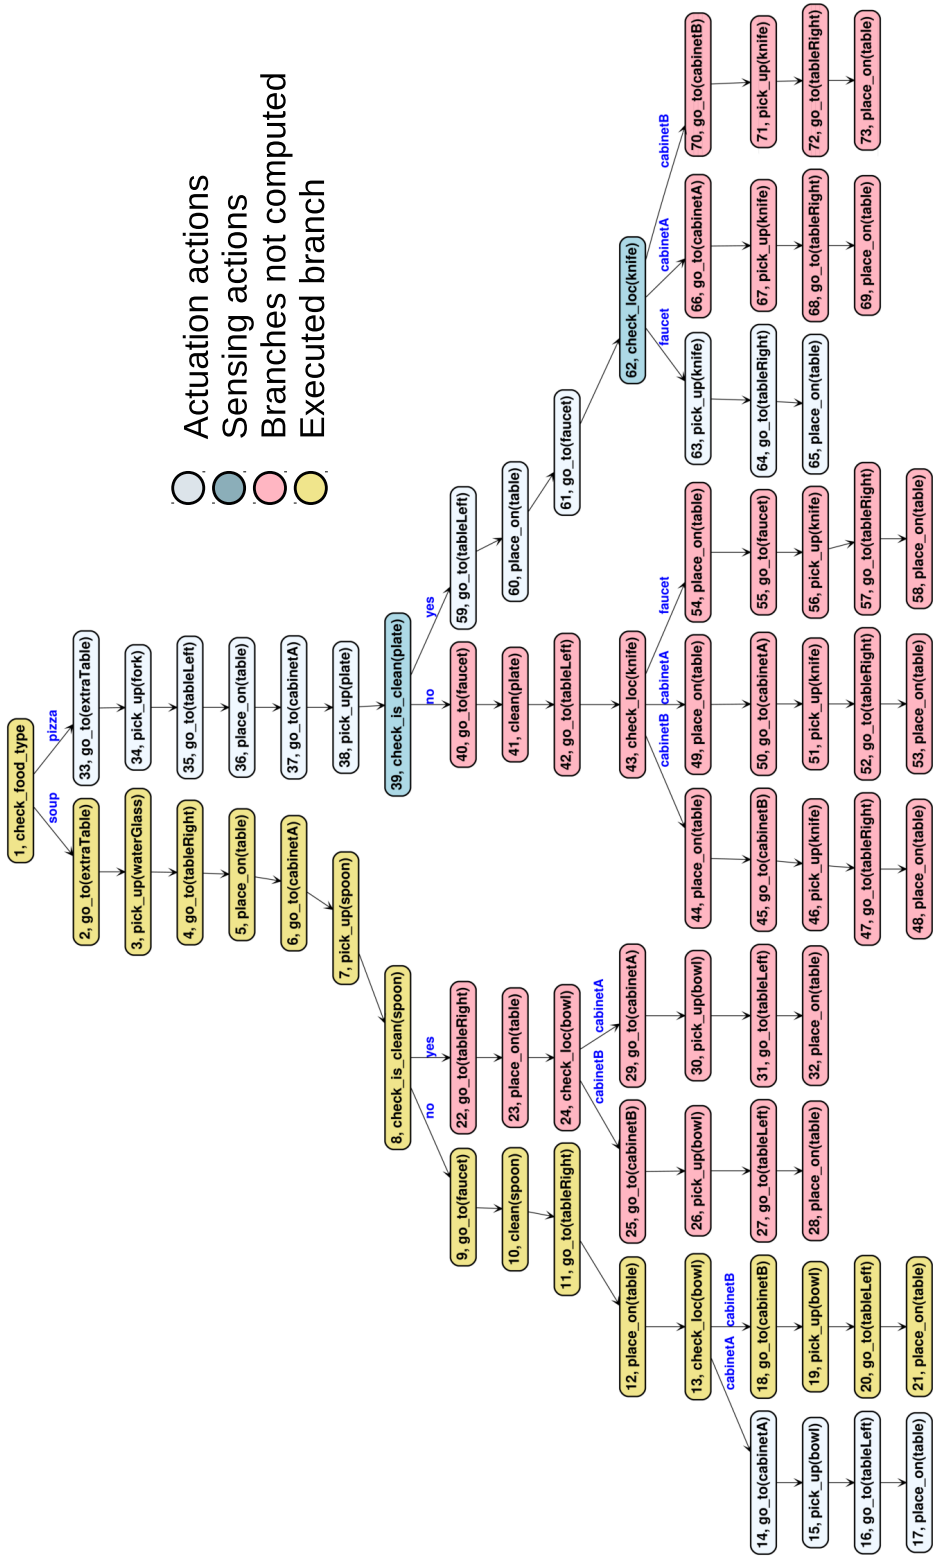 1, check_food_type
soup
pizza
2, go_to(extraTable)
3, pick_up(waterGlass)
4, go_to(tableRight)
5, place_on(table)
6, go_to(cabinetA)
7, pick_up(spoon)
8, check_is_clean(spoon)
no
yes
9, go_to(faucet)
10, clean(spoon)
11, go_to(tableRight)
12, place_on(table)
13, check_loc(bowl)
cabinetA
cabinetB
14, go_to(cabinetA)
15, pick_up(bowl)
16, go_to(tableLeft)
17, place_on(table)
18, go_to(cabinetB)
19, pick_up(bowl)
20, go_to(tableLeft)
21, place_on(table)
22, go_to(tableRight)
23, place_on(table)
24, check_loc(bowl)
cabinetB
cabinetA
25, go_to(cabinetB)
26, pick_up(bowl)
27, go_to(tableLeft)
28, place_on(table)
29, go_to(cabinetA)
30, pick_up(bowl)
31, go_to(tableLeft)
32, place_on(table)
33, go_to(extraTable)
34, pick_up(fork)
35, go_to(tableLeft)
36, place_on(table)
37, go_to(cabinetA)
38, pick_up(plate)
39, check_is_clean(plate)
no
yes
40, go_to(faucet)
41, clean(plate)
42, go_to(tableLeft)
43, check_loc(knife)
cabinetB
cabinetA
faucet
44, place_on(table)
45, go_to(cabinetB)
46, pick_up(knife)
47, go_to(tableRight)
48, place_on(table)
49, place_on(table)
50, go_to(cabinetA)
51, pick_up(knife)
52, go_to(tableRight)
53, place_on(table)
54, place_on(table)
55, go_to(faucet)
56, pick_up(knife)
57, go_to(tableRight)
58, place_on(table)
59, go_to(tableLeft)
60, place_on(table)
61, go_to(faucet)
62, check_loc(knife)
faucet
cabinetA
cabinetB
63, pick_up(knife)
64, go_to(tableRight)
65, place_on(table)
66, go_to(cabinetA)
67, pick_up(knife)
68, go_to(tableRight)
69, place_on(table)
70, go_to(cabinetB)
71, pick_up(knife)
72, go_to(tableRight)
73, place_on(table)
Actuation actions
Sensing actions
Branches not computed
Executed branch